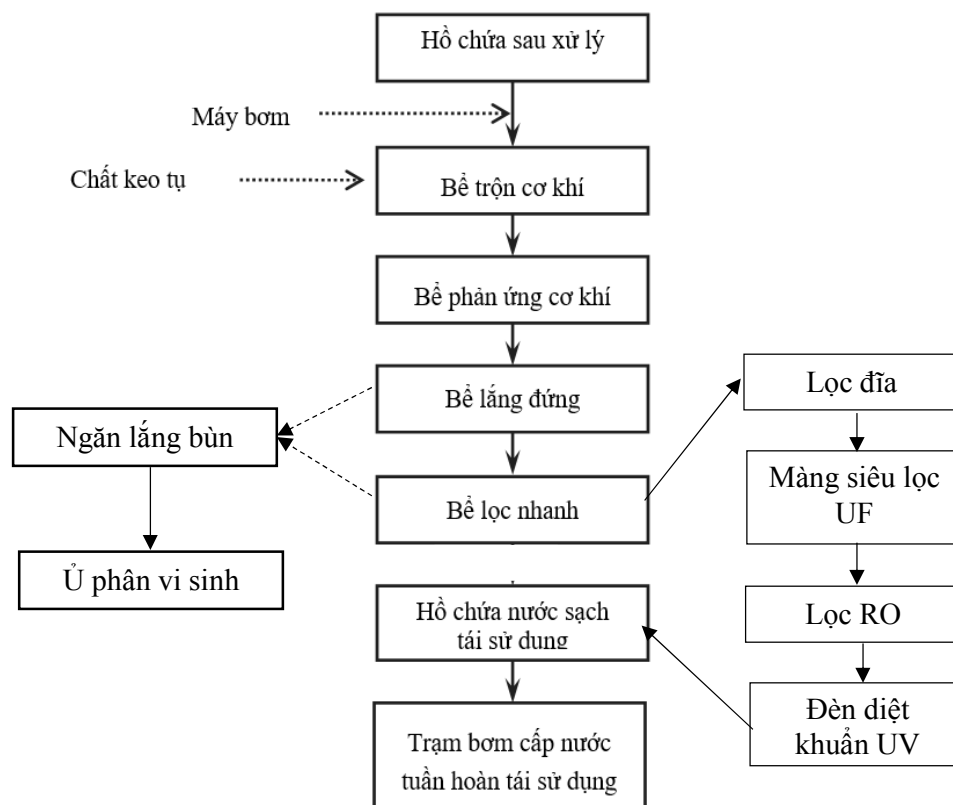 Hồ chứa sau xử lý
Máy bơm
Chất keo tụ
Bể trộn cơ khí
Bể phản ứng cơ khí
Bể lắng đứng
Lọc đĩa
Ngăn lắng bùn
Màng siêu lọc
UF
Bể lọc nhanh
Ủ phân vi sinh
Hồ chứa nước sạch
tái sử dụng
Lọc RO
Đèn diệt
khuẩn UV
Trạm bơm cấp nước
tuần hoàn tái sử dụng